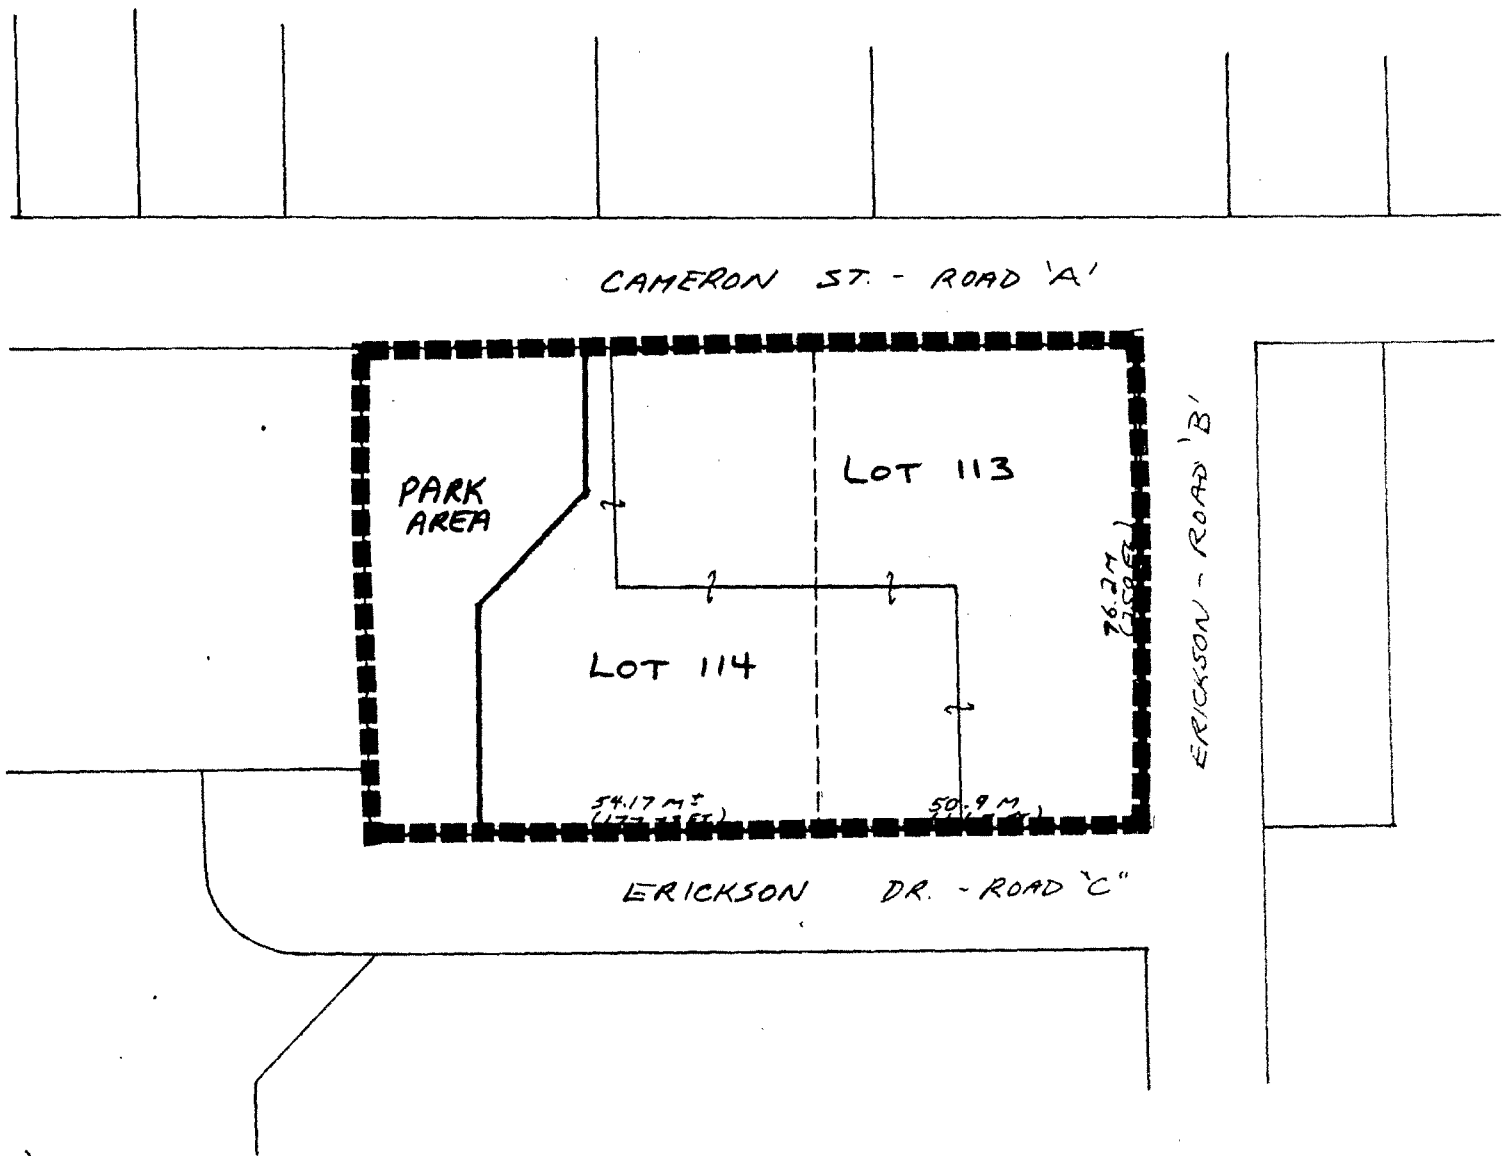 CAMERON ST. - ROAD 'A'
LOT 113
PARK
AREA
ERICKSON - ROAD 'B'
76.2 M
LOT 114
54.17 M ±
50.9 M
ERICKSON DR. - ROAD "C"